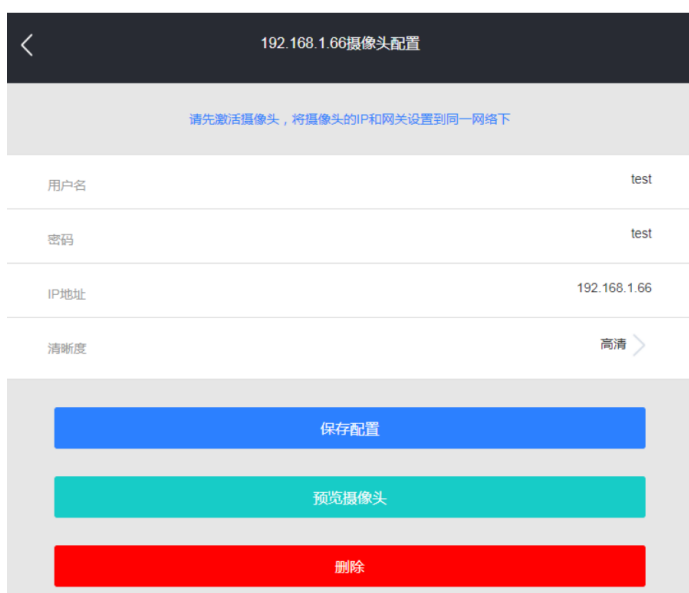 192.168.1.66摄像头配置
请先激活摄像头，将摄像头的IP和网关设置到同一网络下
用户名 test
密码 test
IP地址 192.168.1.66
清晰度 高清
保存配置
预览摄像头
删除